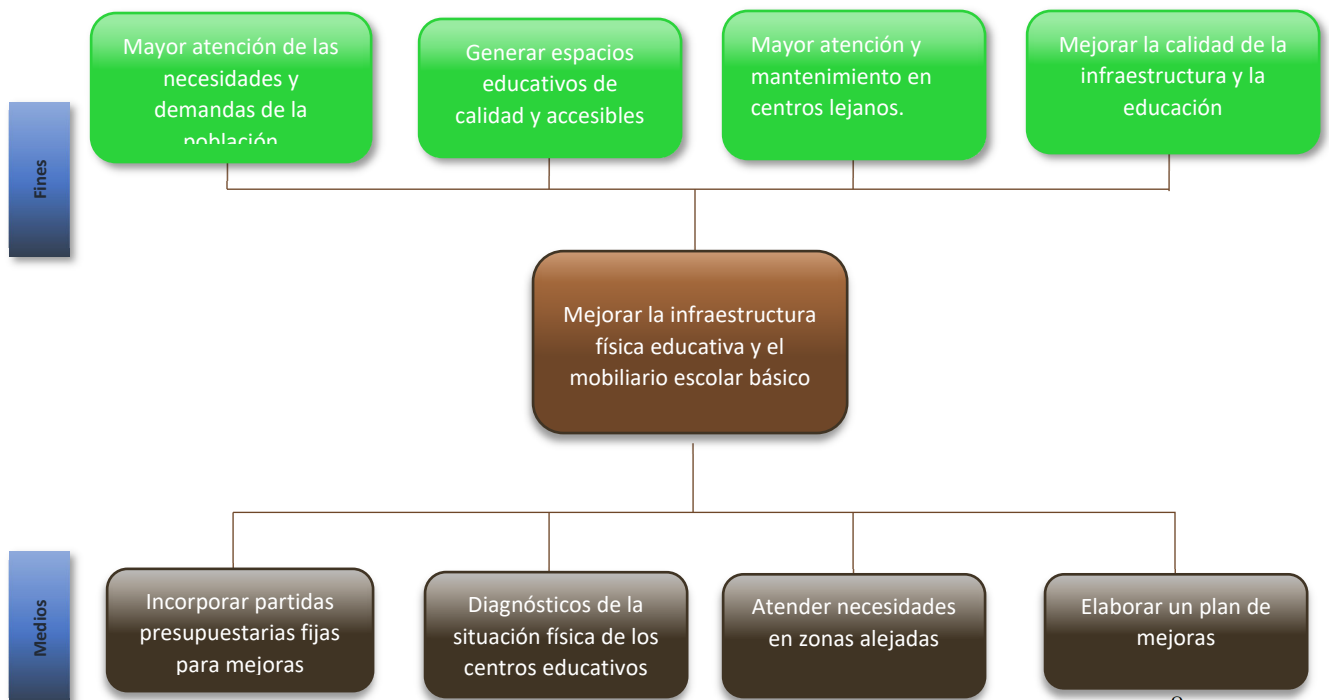 Mayor atención de las
necesidades y
demandas de la
población
Generar espacios
educativos de
calidad y accesibles
Mayor atención y
mantenimiento en
centros lejanos.
Mejorar la calidad de la
infraestructura y la
educación
Fines
Mejorar la infraestructura
física educativa y el
mobiliario escolar básico
Medios
Incorporar partidas
presupuestarias fijas
para mejoras
Diagnósticos de la
situación física de los
centros educativos
Atender necesidades
en zonas alejadas
Elaborar un plan de
mejoras